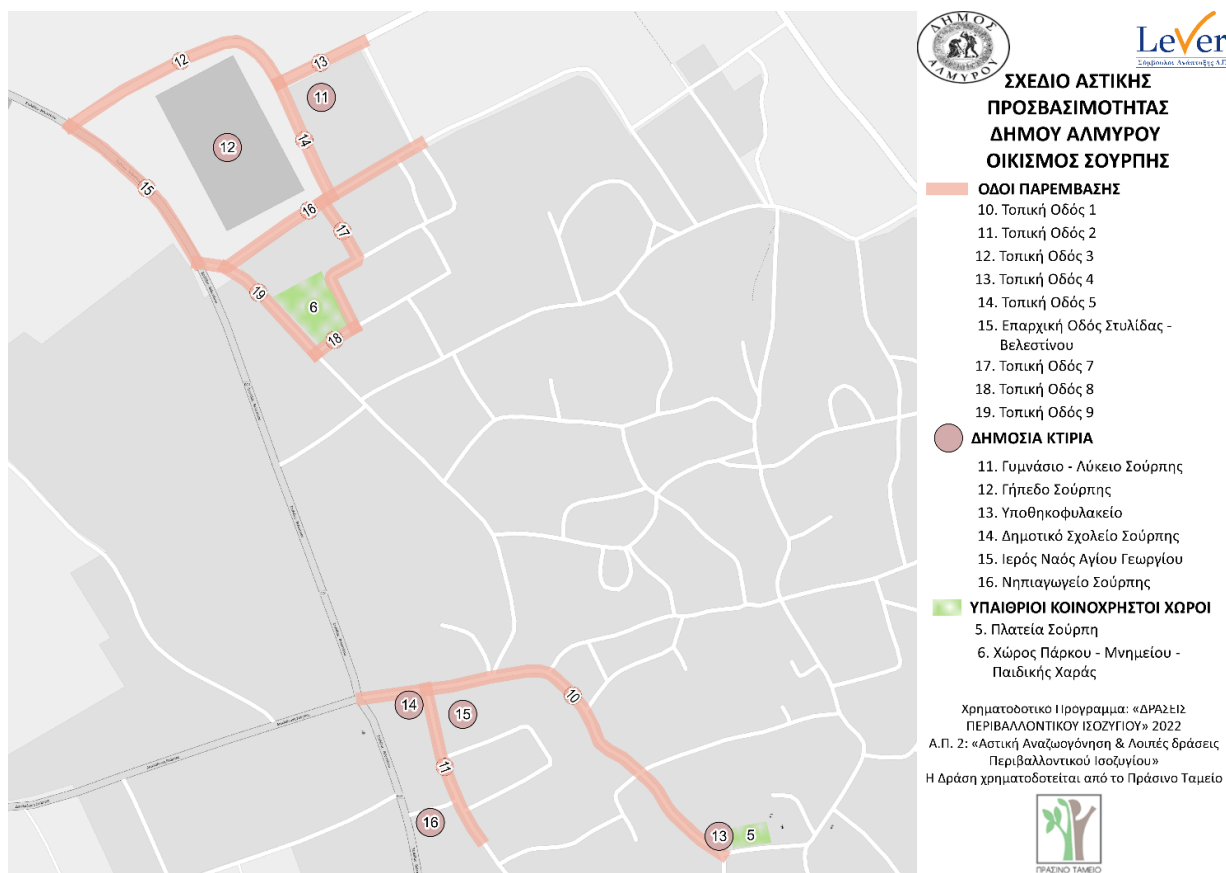 12
13
11
14
12
15
16
17
19
6
18
10
14
15
11
16
13
5
ΔΗΜΟΣ
ΑΛΜΥΡΟΥ
LeVer
Σύμβουλοι Ανάπτυξης Α.Π.
ΣΧΕΔΙΟ ΑΣΤΙΚΗΣ
ΠΡΟΣΒΑΣΙΜΟΤΗΤΑΣ
ΔΗΜΟΥ ΑΛΜΥΡΟΥ
ΟΙΚΙΣΜΟΣ ΣΟΥΡΠΗΣ
ΟΔΟΙ ΠΑΡΕΜΒΑΣΗΣ
10. Τοπική Οδός 1
11. Τοπική Οδός 2
12. Τοπική Οδός 3
13. Τοπική Οδός 4
14. Τοπική Οδός 5
15. Επαρχική Οδός Στυλίδας -
Βελεστίνου
17. Τοπική Οδός 7
18. Τοπική Οδός 8
19. Τοπική Οδός 9
ΔΗΜΟΣΙΑ ΚΤΙΡΙΑ
11. Γυμνάσιο - Λύκειο Σούρπης
12. Γήπεδο Σούρπης
13. Υποθηκοφυλακείο
14. Δημοτικό Σχολείο Σούρπης
15. Ιερός Ναός Αγίου Γεωργίου
16. Νηπιαγωγείο Σούρπης
ΥΠΑΙΘΡΙΟΙ ΚΟΙΝΟΧΡΗΣΤΟΙ ΧΩΡΟΙ
5. Πλατεία Σούρπη
6. Χώρος Πάρκου - Μνημείου -
Παιδικής Χαράς
Χρηματοδοτικό Πρόγραμμα: «ΔΡΑΣΕΙΣ
ΠΕΡΙΒΑΛΛΟΝΤΙΚΟΥ ΙΣΟΖΥΓΙΟΥ» 2022
Α.Π. 2: «Αστική Αναζωογόνηση & Λοιπές δράσεις
Περιβαλλοντικού Ισοζυγίου»
Η Δράση χρηματοδοτείται από το Πράσινο Ταμείο
ΠΡΑΣΙΝΟ ΤΑΜΕΙΟ